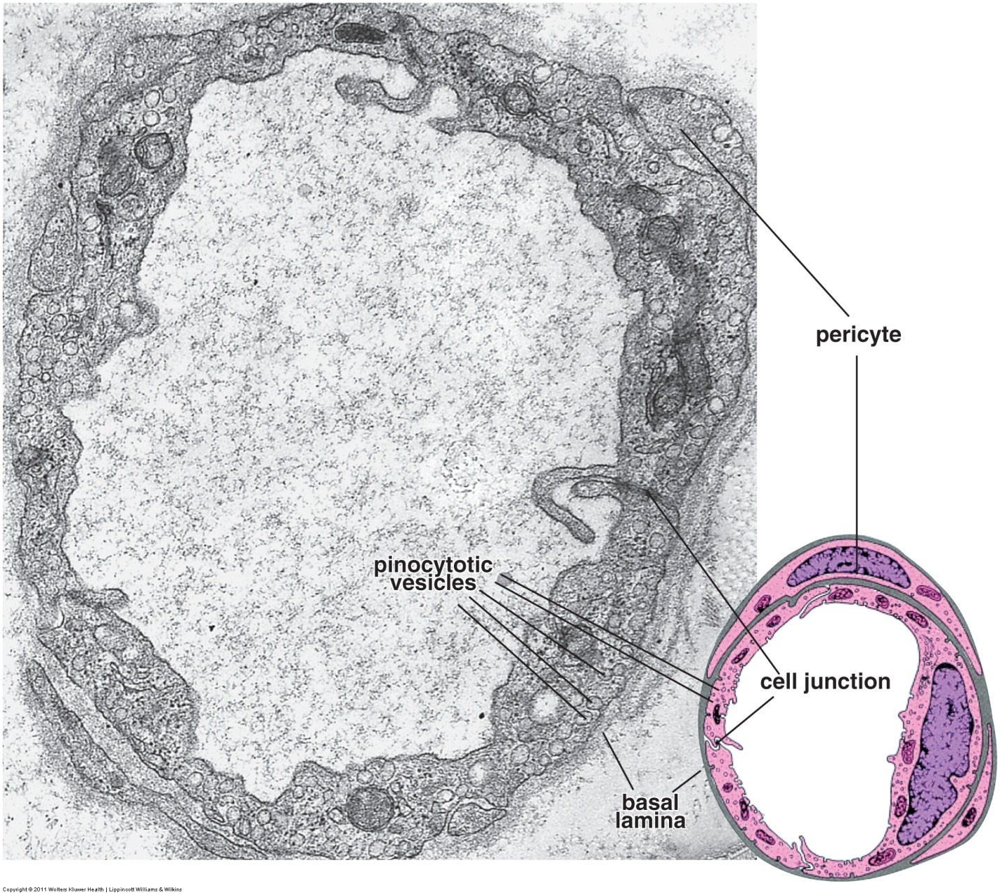 pericyte
pinocytotic
vesicles
cell junction
basal
lamina
Copyright © 2011 Wolters Kluwer Health | Lippincott Williams & Wilkins